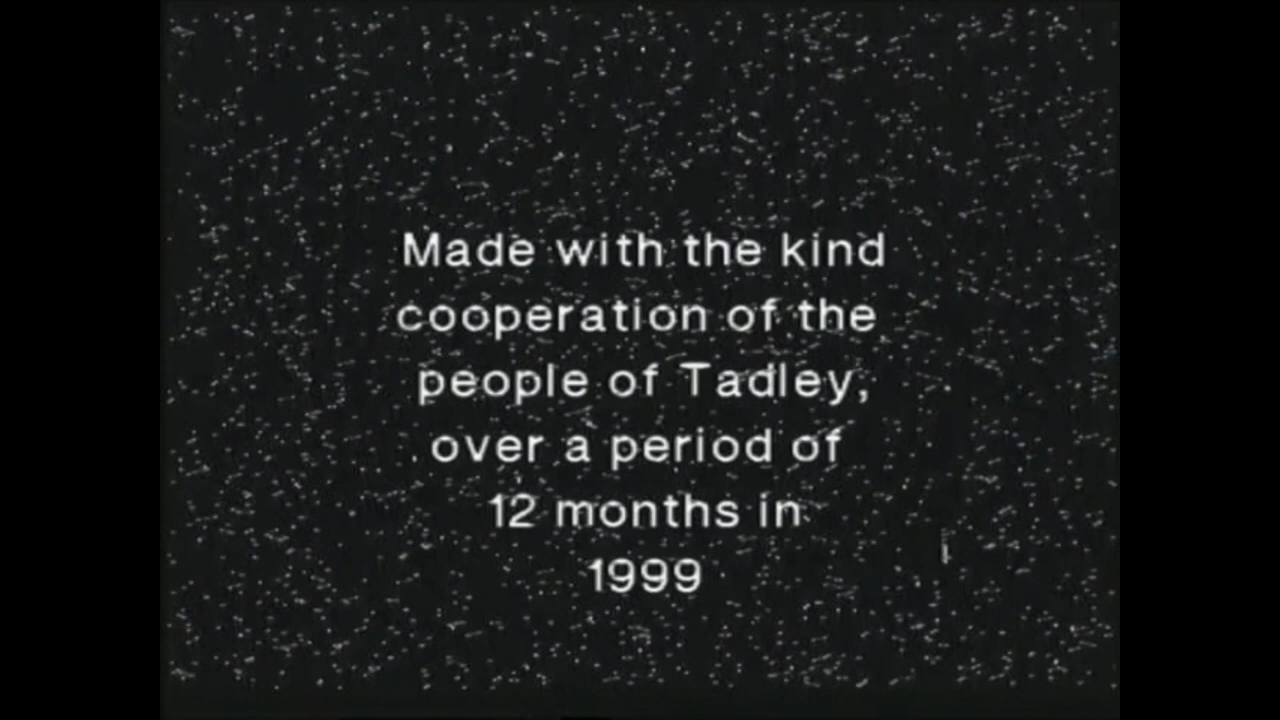 Made with the kind
cooperation of the
people of Tadley,
over a period of
12 months in
1999